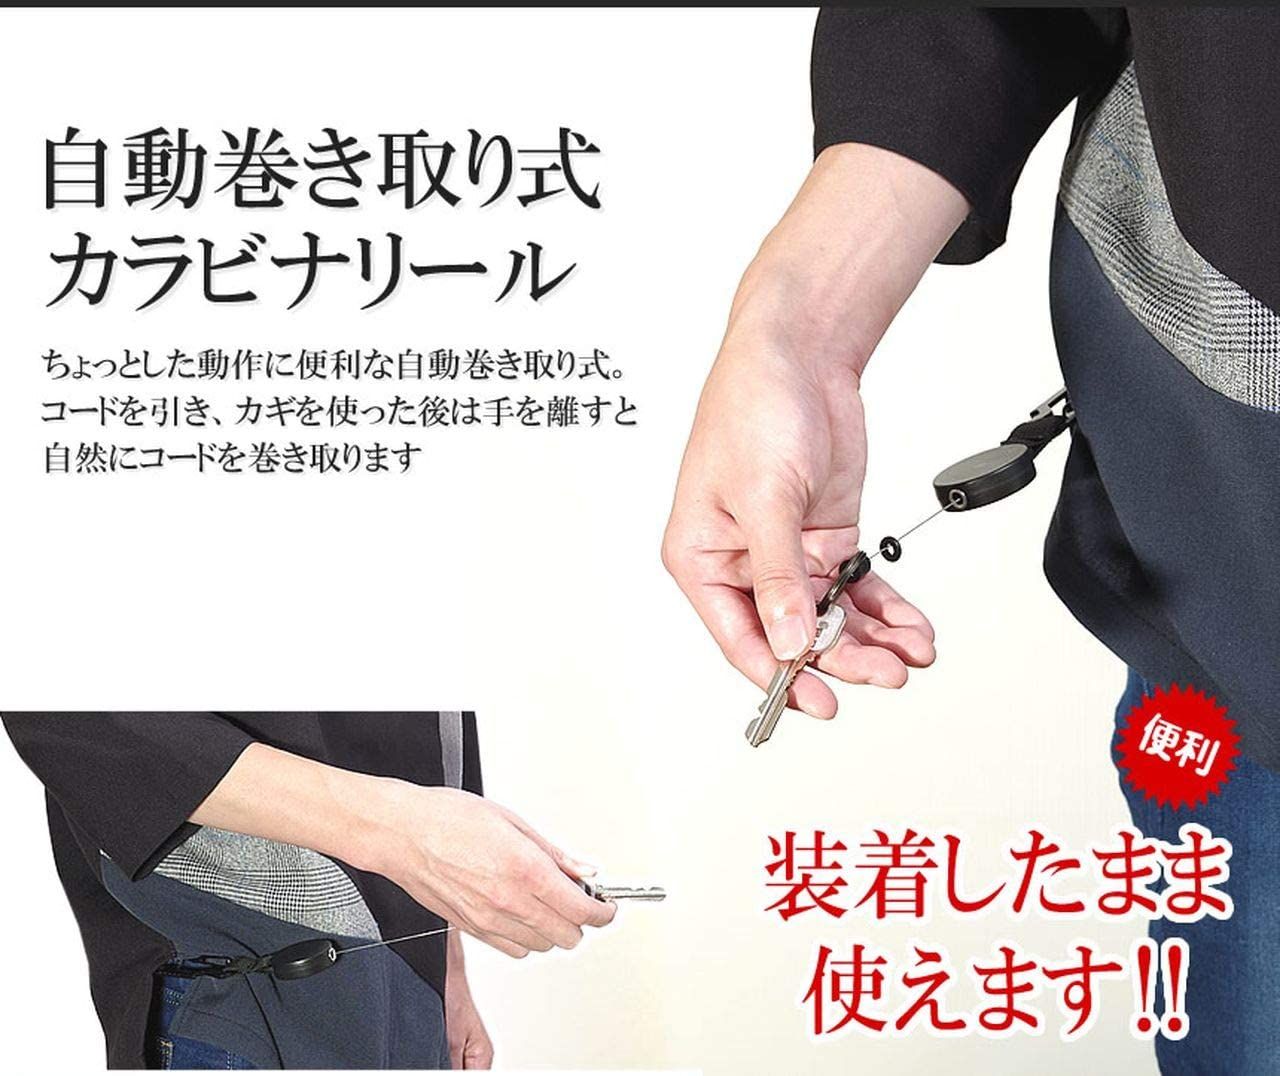 自動巻き取り式
カラビナリール
ちょっとした動作に便利な自動巻き取り式。
コードを引き、カギを使った後は手を離すと
自然にコードを巻き取ります
便利
装着したまま
使えます!!